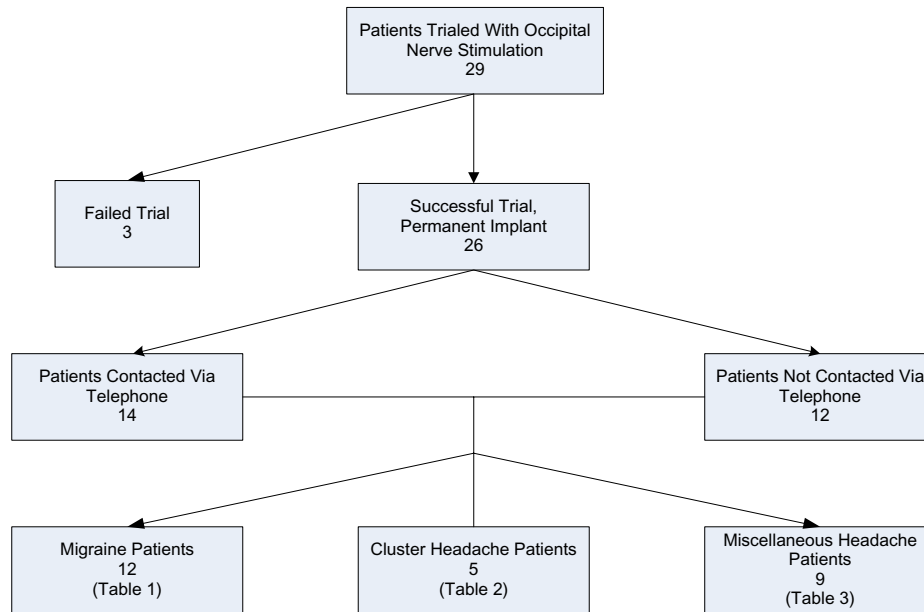 Patients Trialed With Occipital
Nerve Stimulation
29
Failed Trial
3
Successful Trial,
Permanent Implant
26
Patients Contacted Via
Telephone
14
Patients Not Contacted Via
Telephone
12
Migraine Patients
12
(Table 1)
Cluster Headache Patients
5
(Table 2)
Miscellaneous Headache
Patients
9
(Table 3)